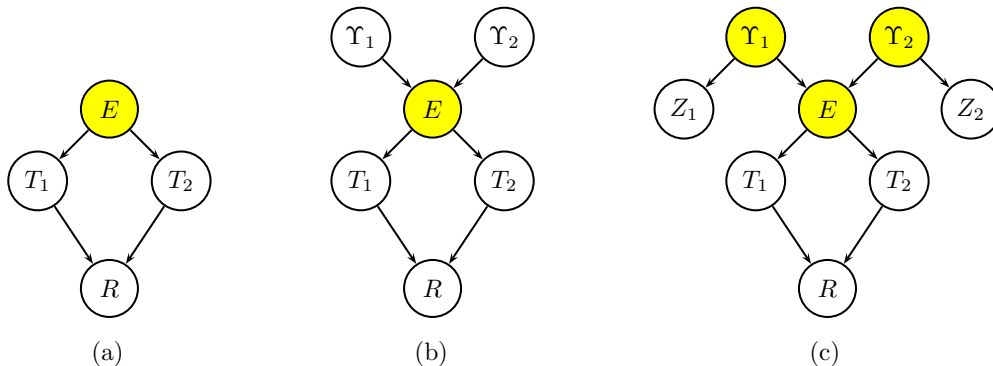 ϒ₁ ϒ₂ ϒ₁ ϒ₂
E E Z₁ E Z₂
T₁ T₂ T₁ T₂ T₁ T₂
R R R
(a) (b) (c)